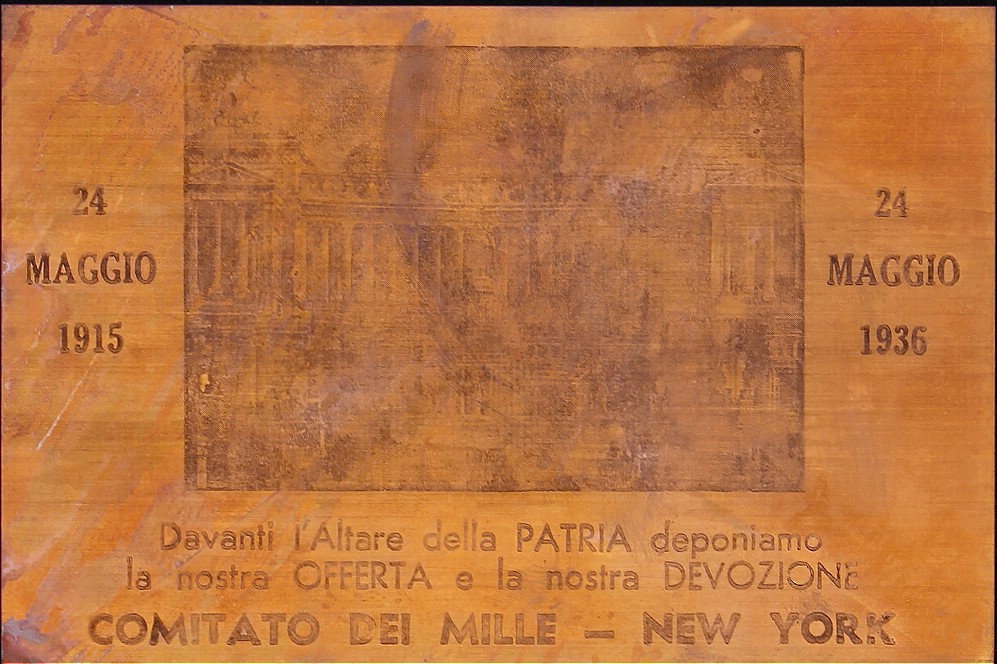 24
MAGGIO
1915
24
MAGGIO
1936
Davanti l'Altare della PATRIA deponiamo
la nostra OFFERTA e la nostra DEVOZIONE
COMITATO DEI MILLE - NEW YORK